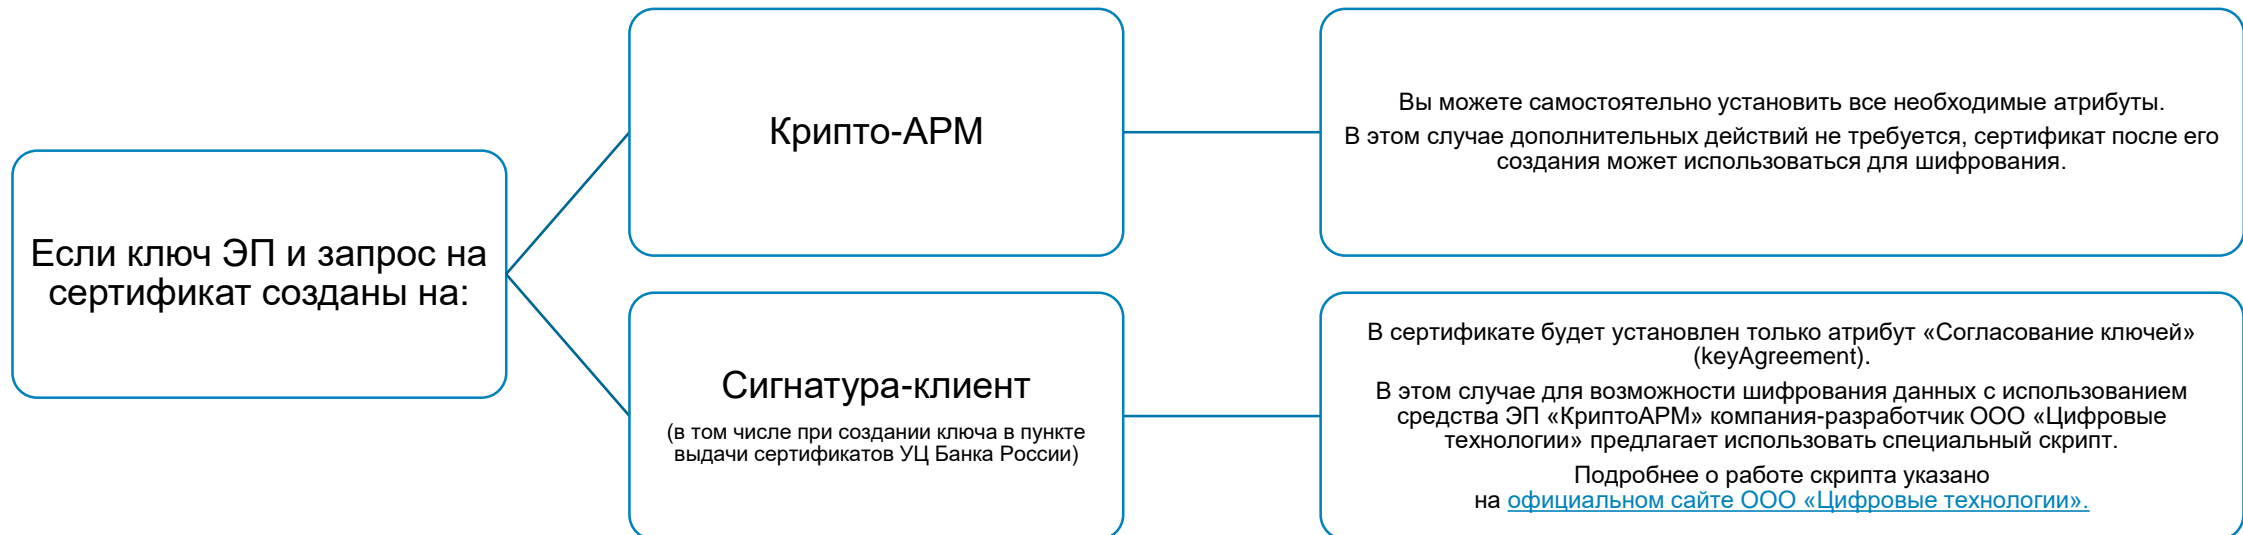 Если ключ ЭП и запрос на
сертификат созданы на:
Крипто-АРМ
Вы можете самостоятельно установить все необходимые атрибуты.
В этом случае дополнительных действий не требуется, сертификат после его
создания может использоваться для шифрования.
Сигнатура-клиент
(в том числе при создании ключа в пункте
выдачи сертификатов УЦ Банка России)
В сертификате будет установлен только атрибут «Согласование ключей»
(keyAgreement).
В этом случае для возможности шифрования данных с использованием
средства ЭП «КриптоАРМ» компания-разработчик ООО «Цифровые
технологии» предлагает использовать специальный скрипт.
Подробнее о работе скрипта указано
на официальном сайте ООО «Цифровые технологии».